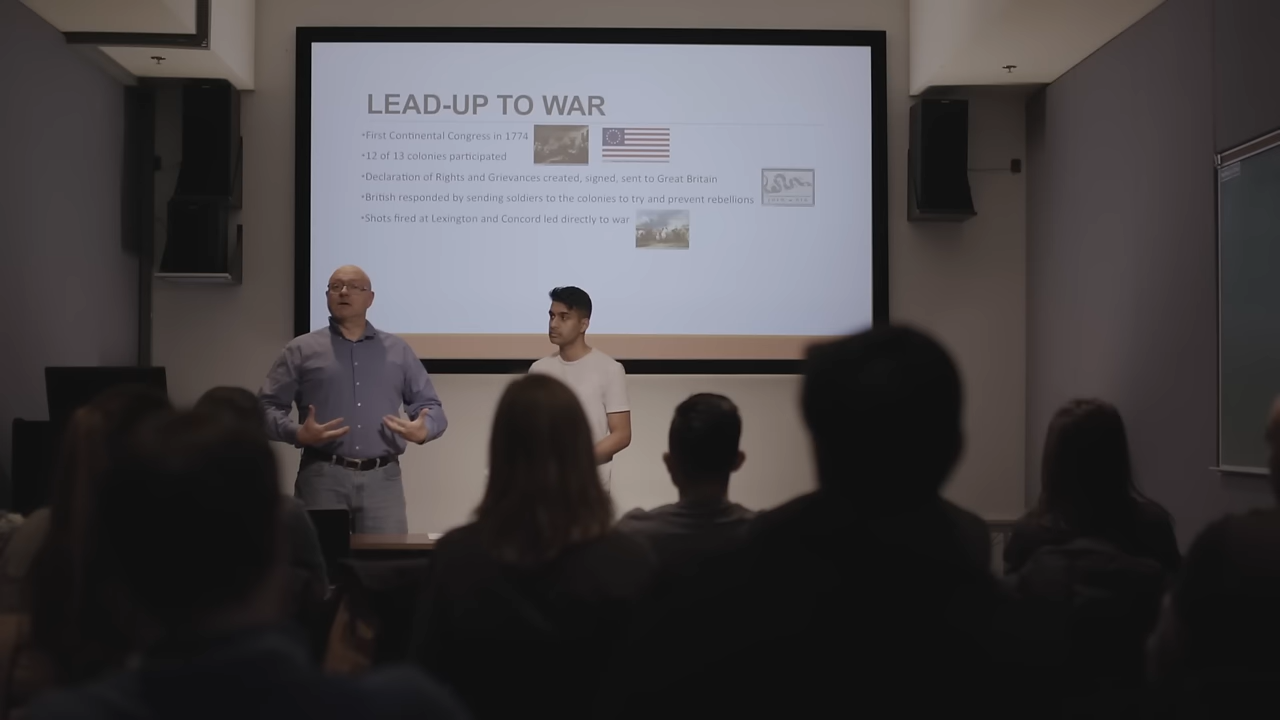 LEAD-UP TO WAR
•First Continental Congress in 1774
•12 of 13 colonies participated
•Declaration of Rights and Grievances created, signed, sent to Great Britain
•British responded by sending soldiers to the colonies to try and prevent rebellions
•Shots fired at Lexington and Concord led directly to war